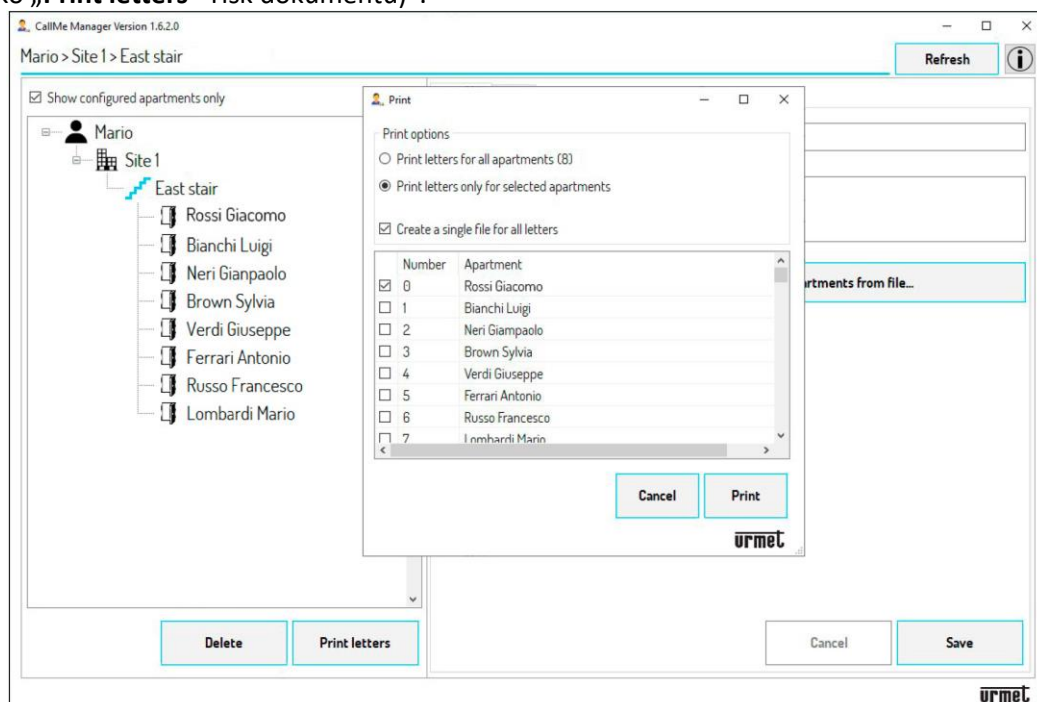 „Print letters“
CallMe Manager Version 1.6.2.0
Mario > Site 1 > East stair
Refresh
Show configured apartments only
Mario
Site 1
East stair
Rossi Giacomo
Bianchi Luigi
Neri Gianpaolo
Brown Sylvia
Verdi Giuseppe
Ferrari Antonio
Russo Francesco
Lombardi Mario
Delete
Print letters
Print
Print options
Print letters for all apartments (8)
Print letters only for selected apartments
Create a single file for all letters
Number Apartment
0 Rossi Giacomo
1 Bianchi Luigi
2 Neri Giampaolo
3 Brown Sylvia
4 Verdi Giuseppe
5 Ferrari Antonio
6 Russo Francesco
7 Lombardi Mario
Cancel Print
urmet
from file...
Cancel
Save
urmet